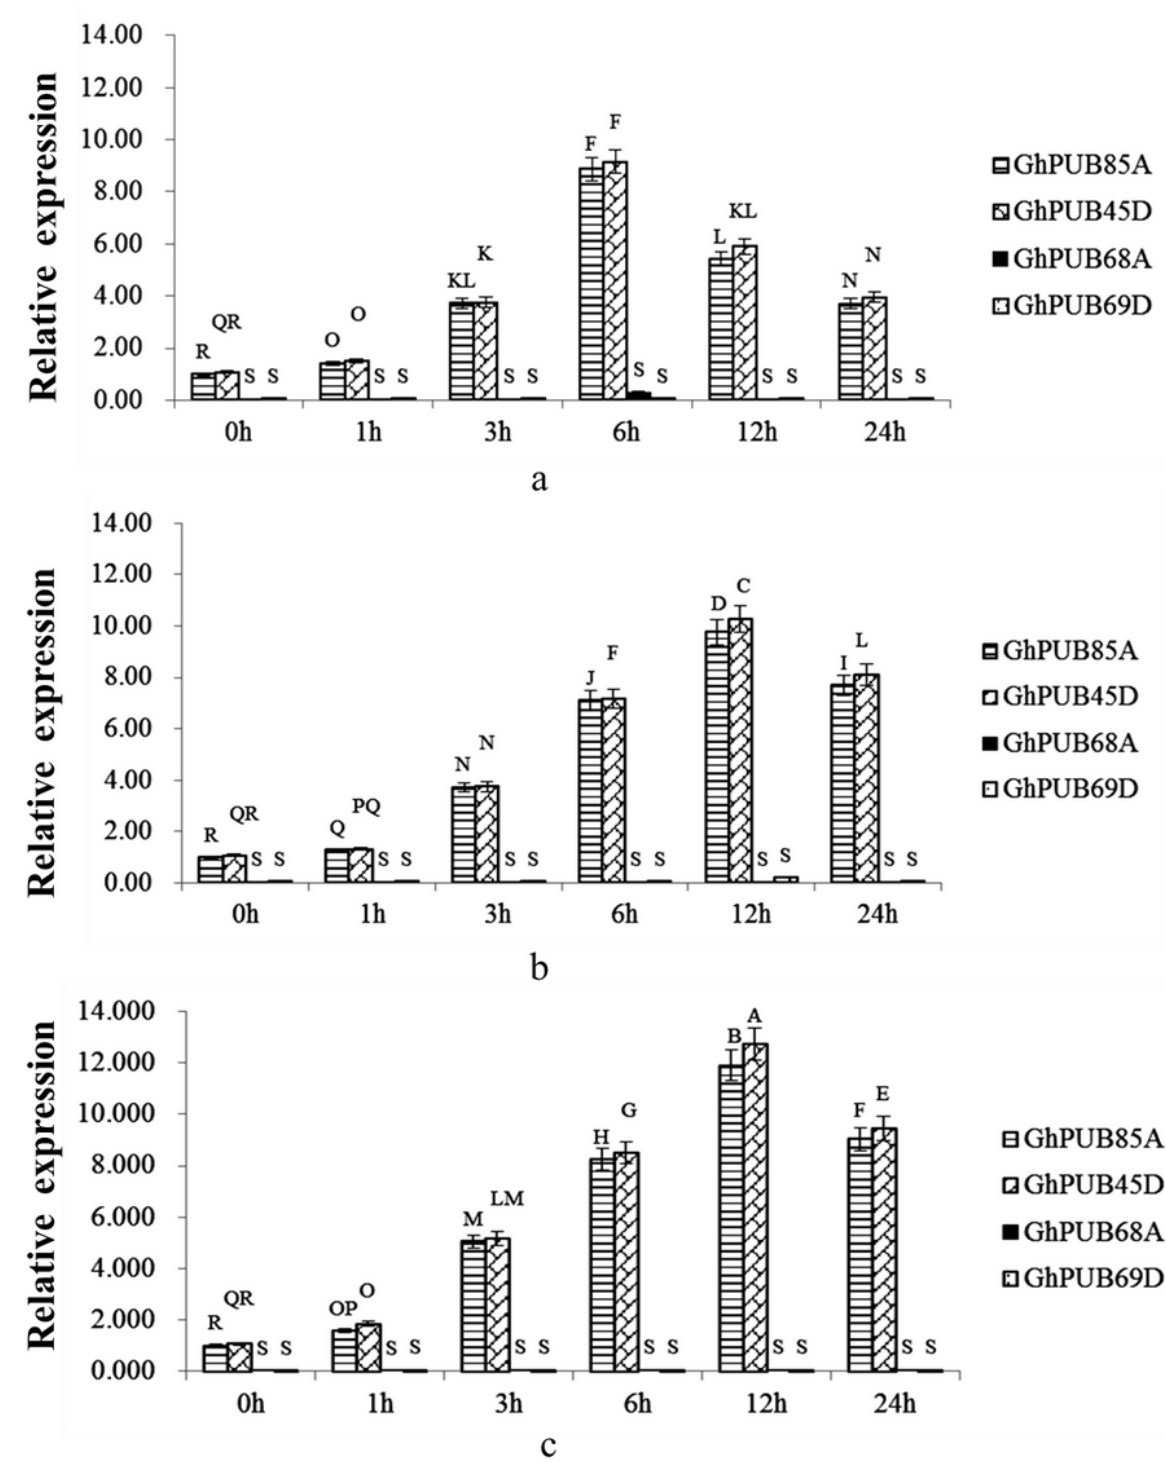 Relative expression
14.00
12.00
10.00
8.00
6.00
4.00
2.00
0.00
R QR S S
O O S S
KL K S S
F F S S
L KL S S
N N S S
0h 1h 3h 6h 12h 24h
GhPUB85A
GhPUB45D
GhPUB68A
GhPUB69D
a
Relative expression
14.00
12.00
10.00
8.00
6.00
4.00
2.00
0.00
R QR S S
Q PQ S S
N N S S
J F S S
D C S S
I L S S
0h 1h 3h 6h 12h 24h
GhPUB85A
GhPUB45D
GhPUB68A
GhPUB69D
b
Relative expression
14.000
12.000
10.000
8.000
6.000
4.000
2.000
0.000
R QR S S
OP O S S
M LM S S
H G S S
B A S S
F E S S
0h 1h 3h 6h 12h 24h
GhPUB85A
GhPUB45D
GhPUB68A
GhPUB69D
c